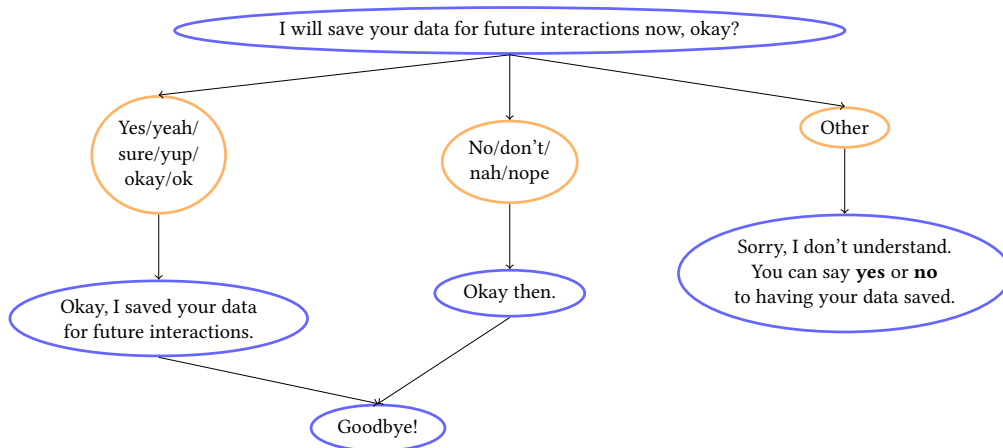 I will save your data for future interactions now, okay?
Yes/yeah/
sure/yup/
okay/ok
No/don't/
nah/nope
Other
Okay, I saved your data
for future interactions.
Okay then.
Sorry, I don't understand.
You can say yes or no
to having your data saved.
Goodbye!